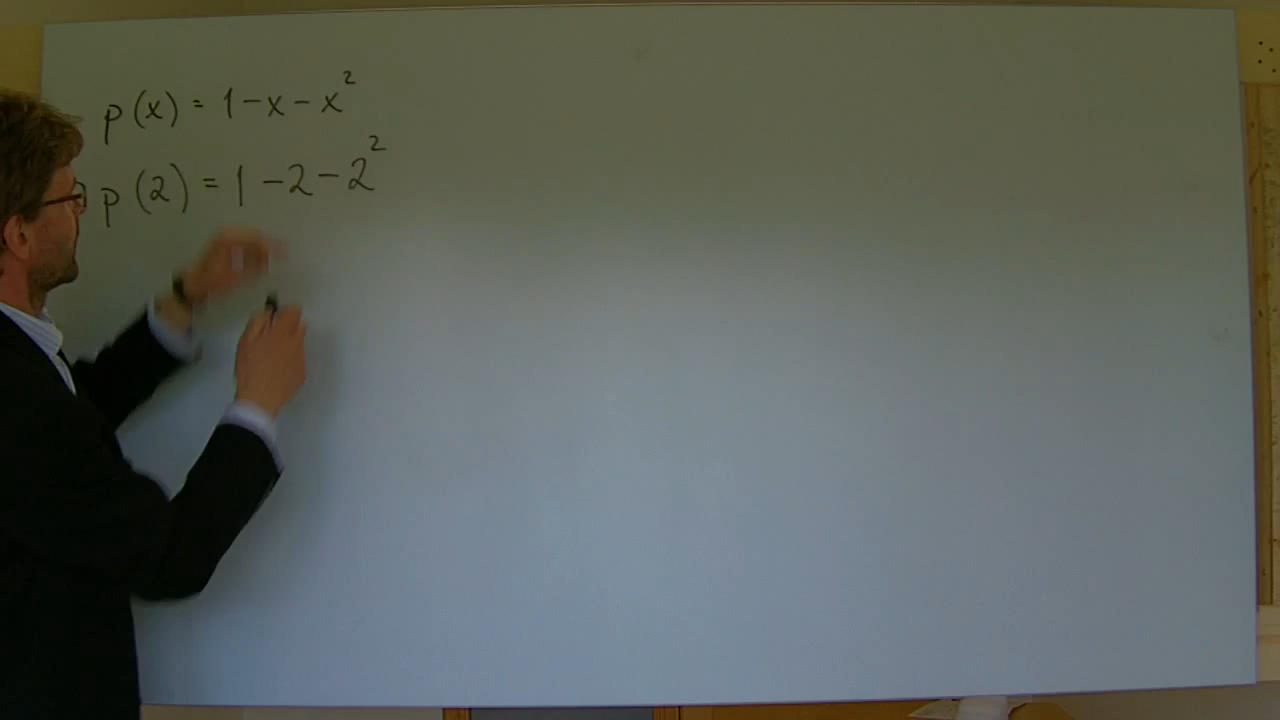 p(x) = 1 - x - x²
p(2) = 1 - 2 - 2²